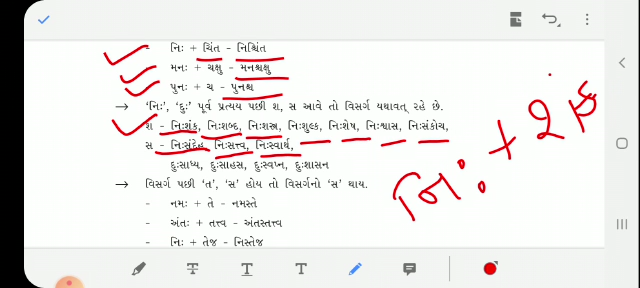 - નિઃ + ચિંત - નિશ્ચિંત
- મનઃ + ચક્ષુ - મનશ્ચક્ષુ
- પુનઃ + ચ - પુનશ્ચ
→ 'નિઃ', 'દુઃ' પૂર્વ પ્રત્યય પછી શ, સ આવે તો વિસર્ગ યથાવત્ રહે છે.
શ - નિઃશંક, નિઃશબ્દ, નિઃશસ્ત્ર, નિઃશુલ્ક, નિઃશેષ, નિઃશ્વાસ, નિઃસંકોચ,
સ - નિઃસંદેહ, નિઃસત્ત્વ, નિઃસ્વાર્થ,
દુઃસાધ્ય, દુઃસાહસ, દુઃસ્વપ્ન, દુઃશાસન
→ વિસર્ગ પછી 'ત', 'સ' હોય તો વિસર્ગનો 'સ' થાય.
- નમઃ + તે - નમસ્તે
- અંતઃ + તત્ત્વ - અંતસ્તત્ત્વ
- નિઃ + તેજ - નિસ્તેજ
નિઃ + શંક